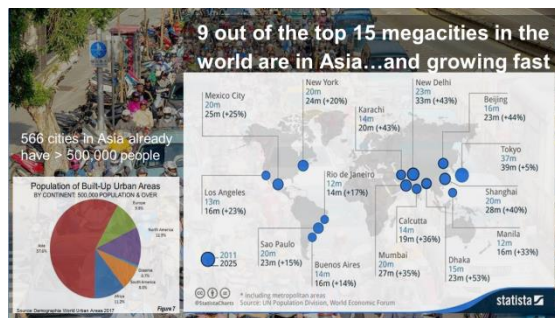 9 out of the top 15 megacities in the
world are in Asia…and growing fast
566 cities in Asia already
have > 500,000 people
Population of Built-Up Urban Areas
BY CONTINENT: 500,000 POPULATION & OVER
Europe
North America
Asia
Oceania
South America
Africa
Source Demographic World Urban Areas 2017
Figure 7
Mexico City
20m
25m (+25%)
New York
20m
24m (+20%)
Karachi
14m
20m (+43%)
New Delhi
23m
33m (+43%)
Beijing
16m
23m (+44%)
Tokyo
37m
39m (+5%)
Los Angeles
13m
16m (+23%)
Rio de Janeiro
12m
14m (+17%)
Shanghai
20m
28m (+40%)
Sao Paulo
20m
23m (+15%)
Buenos Aires
14m
16m (+14%)
Calcutta
14m
19m (+36%)
Mumbai
20m
27m (+35%)
Dhaka
15m
23m (+53%)
Manila
12m
16m (+33%)
2011
2025
@StatistaCharts
* including metropolitan areas
Source: UN Population Division, World Economic Forum
statista